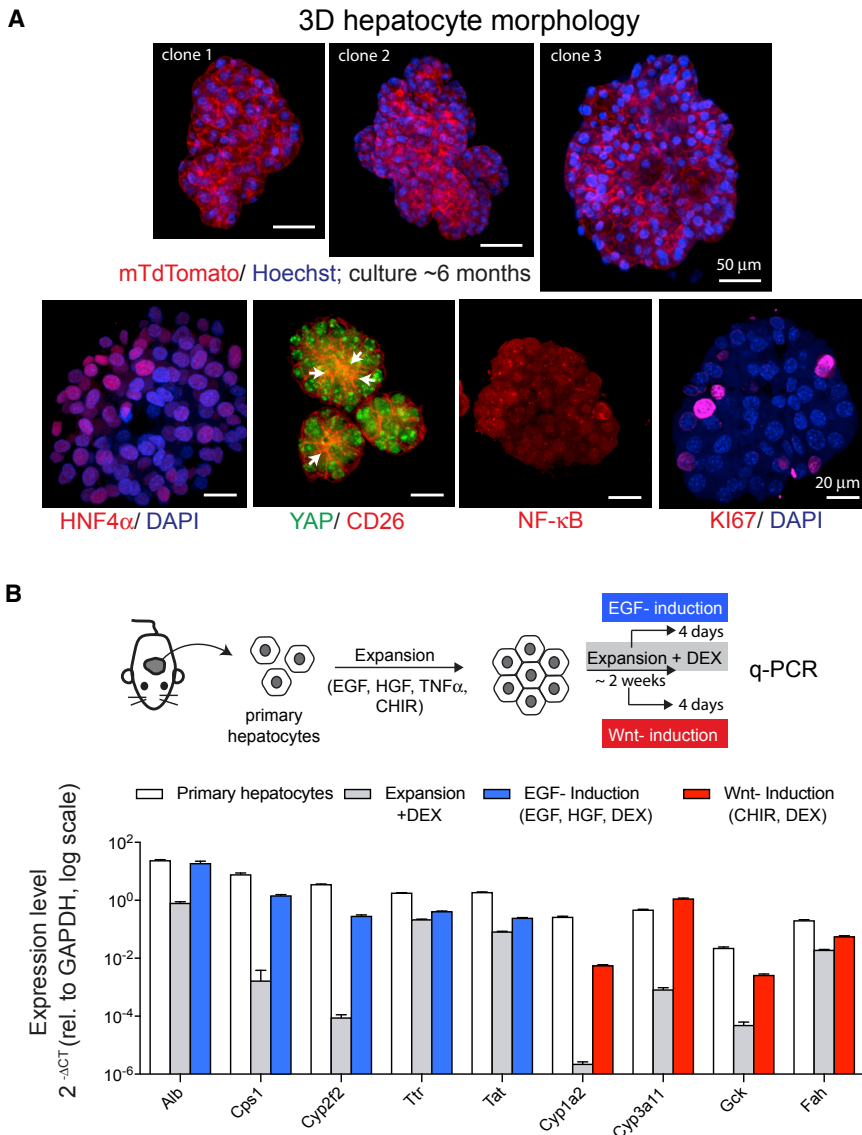 A
3D hepatocyte morphology
clone 1
clone 2
clone 3
mTdTomato/ Hoechst; culture ~6 months
50 μm
20 μm
HNF4α/ DAPI
YAP/ CD26
NF-κB
KI67/ DAPI
B
EGF- induction
4 days
Expansion
Expansion + DEX
q-PCR
(EGF, HGF, TNFα,
CHIR)
~ 2 weeks
primary
hepatocytes
4 days
Wnt- induction
Primary hepatocytes
Expansion
+DEX
EGF- Induction
(EGF, HGF, DEX)
Wnt- Induction
(CHIR, DEX)
Expression level
2 -ΔCT (rel. to GAPDH, log scale)
10²
10⁰
10⁻²
10⁻⁴
10⁻⁶
Alb
Cps1
Cyp2f2
Ttr
Tat
Cyp1a2
Cyp3a11
Gck
Fah